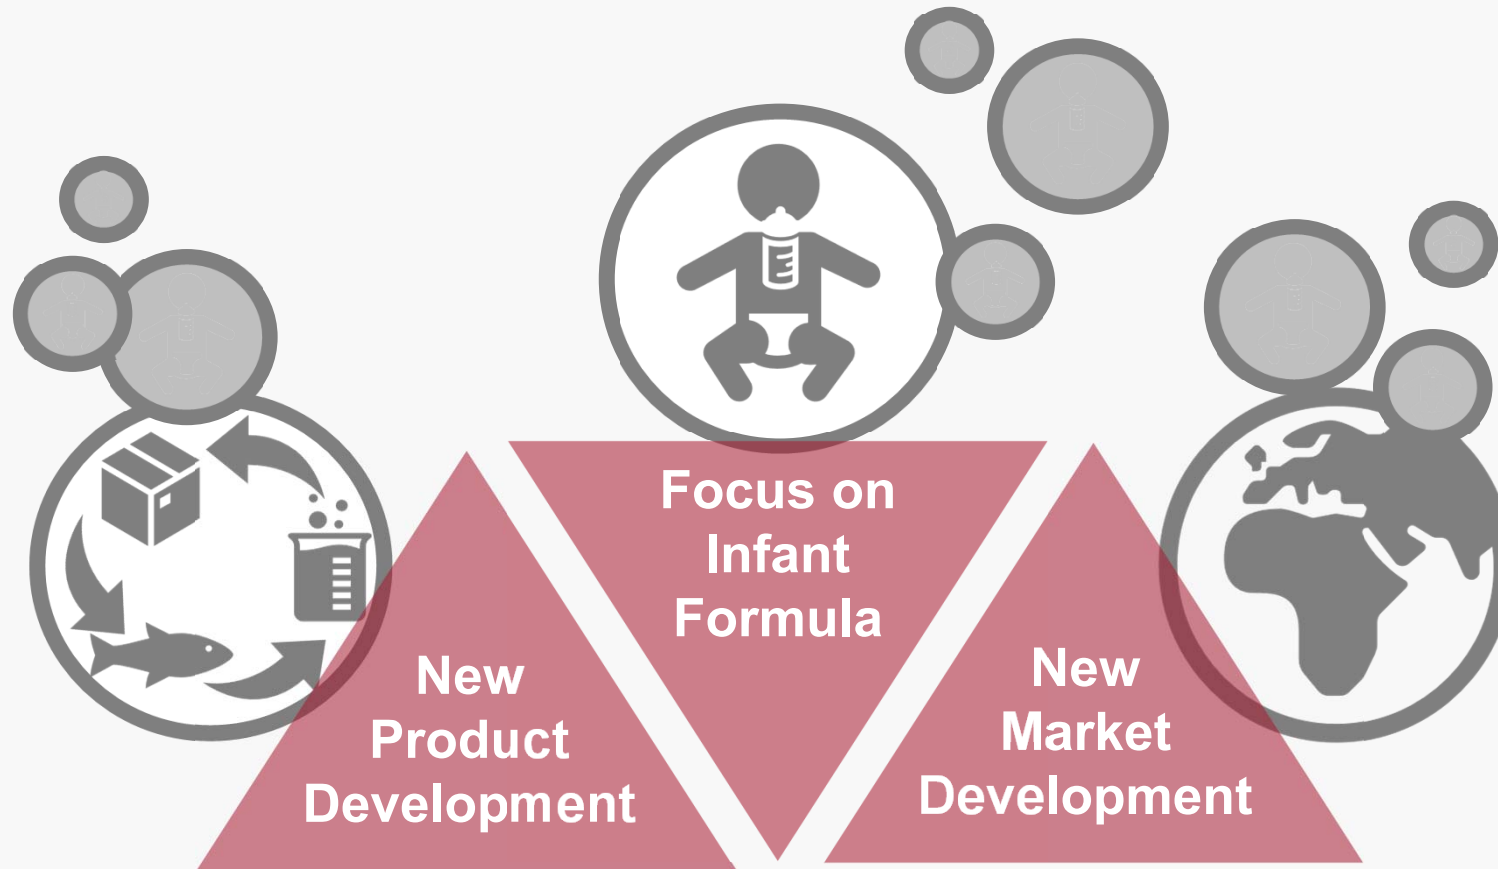 New
Product
Development
Focus on
Infant
Formula
New
Market
Development